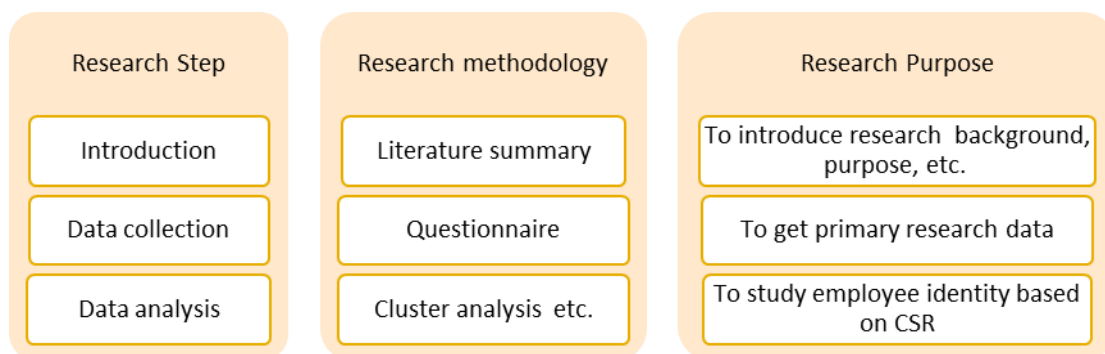 Research Step
Introduction
Data collection
Data analysis
Research methodology
Literature summary
Questionnaire
Cluster analysis etc.
Research Purpose
To introduce research background,
purpose, etc.
To get primary research data
To study employee identity based
on CSR